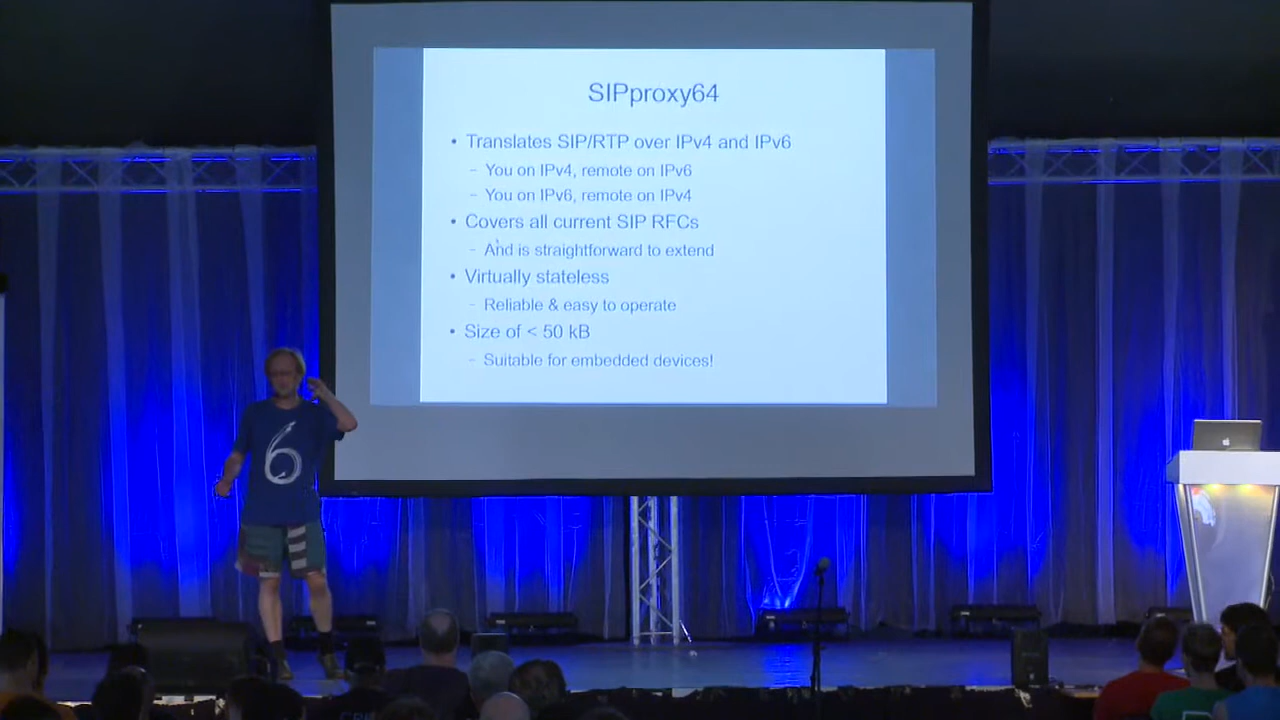 SIPproxy64
• Translates SIP/RTP over IPv4 and IPv6
– You on IPv4, remote on IPv6
– You on IPv6, remote on IPv4
• Covers all current SIP RFCs
– And is straightforward to extend
• Virtually stateless
– Reliable & easy to operate
• Size of < 50 kB
– Suitable for embedded devices!
6